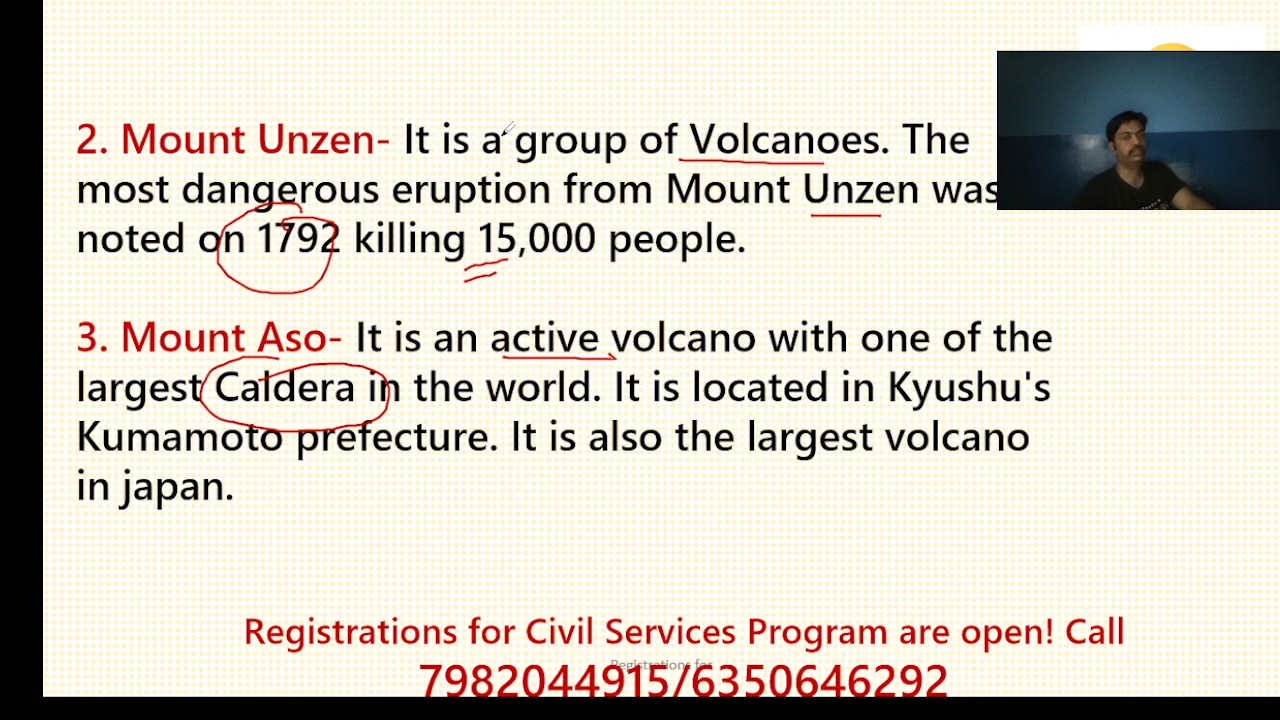 2. Mount Unzen- It is a group of Volcanoes. The
most dangerous eruption from Mount Unzen was
noted on 1792 killing 15,000 people.
3. Mount Aso- It is an active volcano with one of the
largest Caldera in the world. It is located in Kyushu's
Kumamoto prefecture. It is also the largest volcano
in japan.
Registrations for Civil Services Program are open! Call
Registrations for
7982044915/6350646292